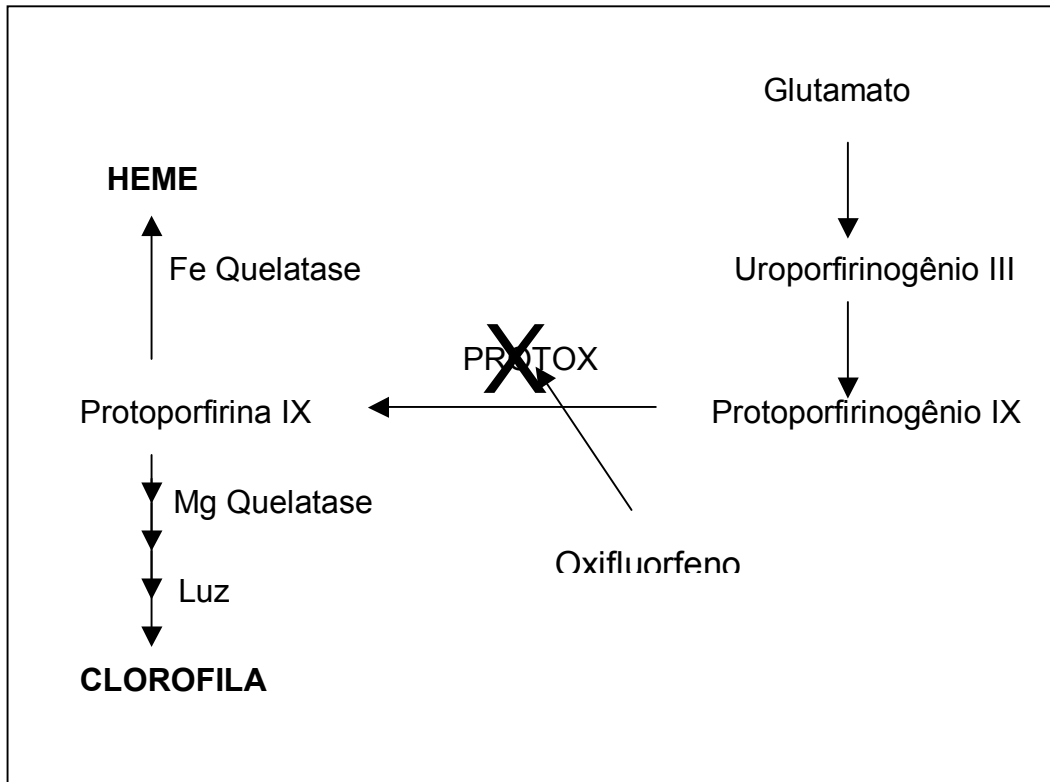 Glutamato
HEME
Fe Quelatase
Uroporfirinogênio III
X
PROTOX
Protoporfirina IX
Protoporfirinogênio IX
Mg Quelatase
Oxifluorfeno
Luz
CLOROFILA